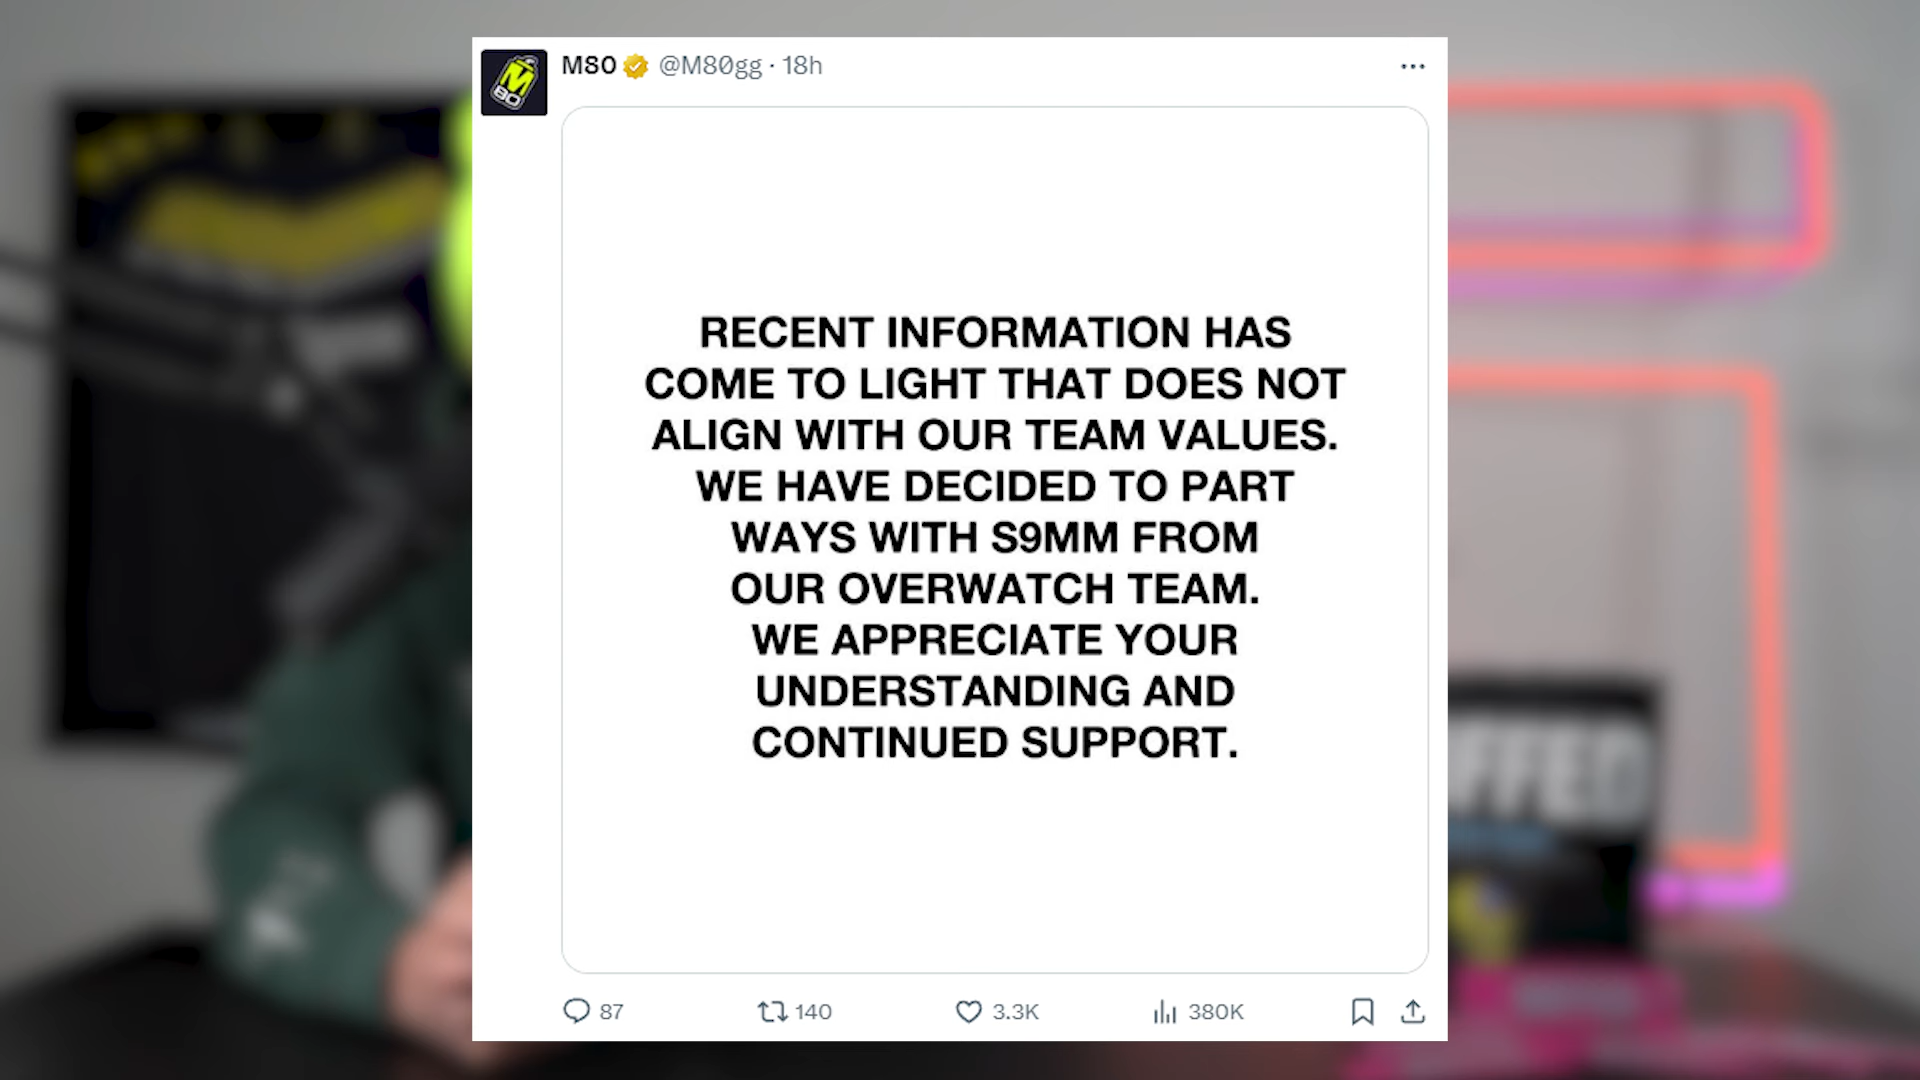 M80 @M80gg · 18h
M
80
RECENT INFORMATION HAS
COME TO LIGHT THAT DOES NOT
ALIGN WITH OUR TEAM VALUES.
WE HAVE DECIDED TO PART
WAYS WITH S9MM FROM
OUR OVERWATCH TEAM.
WE APPRECIATE YOUR
UNDERSTANDING AND
CONTINUED SUPPORT.
87 140 3.3K 380K
FFED